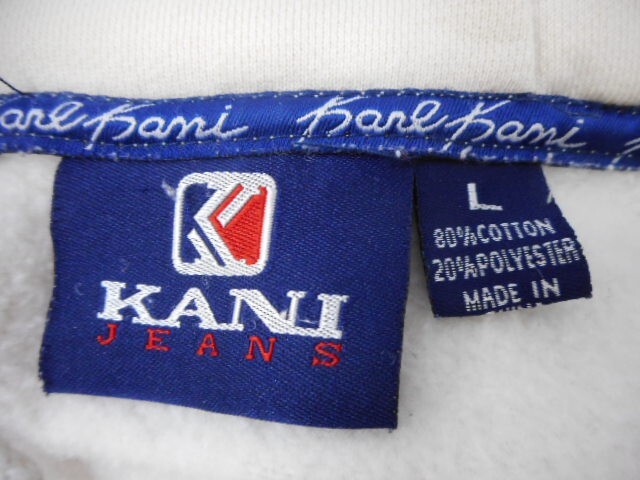 Karl Kani Karl Kani
K
KANI
JEANS
L
80% COTTON
20% POLYESTER
MADE IN